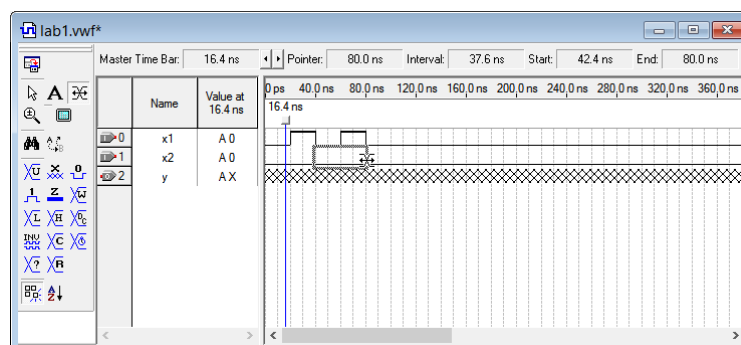 lab1.vwf*
Master Time Bar: 16.4 ns Pointer: 80.0 ns Interval: 37.6 ns Start: 42.4 ns End: 80.0 ns
Name Value at 16.4 ns
0 ps 40.0 ns 80.0 ns 120.0 ns 160.0 ns 200.0 ns 240.0 ns 280.0 ns 320.0 ns 360.0 ns
16.4 ns
0 x1 A 0
1 x2 A 0
2 y A X